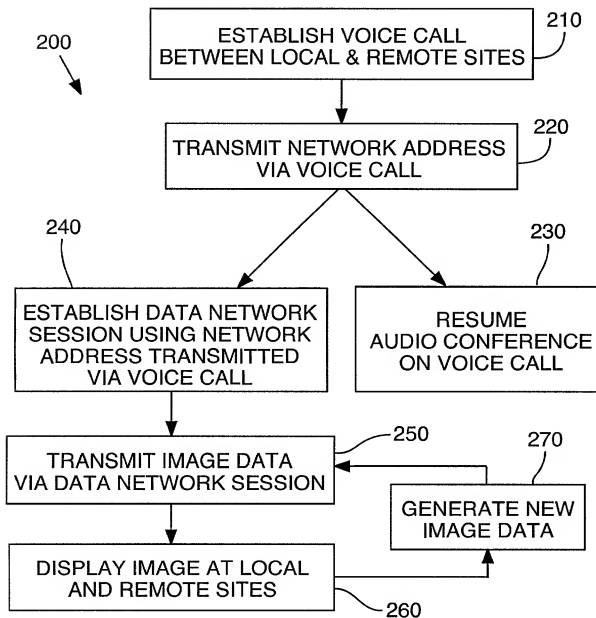 200
210
ESTABLISH VOICE CALL
BETWEEN LOCAL & REMOTE SITES
220
TRANSMIT NETWORK ADDRESS
VIA VOICE CALL
240
230
ESTABLISH DATA NETWORK
SESSION USING NETWORK
ADDRESS TRANSMITTED
VIA VOICE CALL
RESUME
AUDIO CONFERENCE
ON VOICE CALL
250
270
TRANSMIT IMAGE DATA
VIA DATA NETWORK SESSION
GENERATE NEW
IMAGE DATA
DISPLAY IMAGE AT LOCAL
AND REMOTE SITES
260